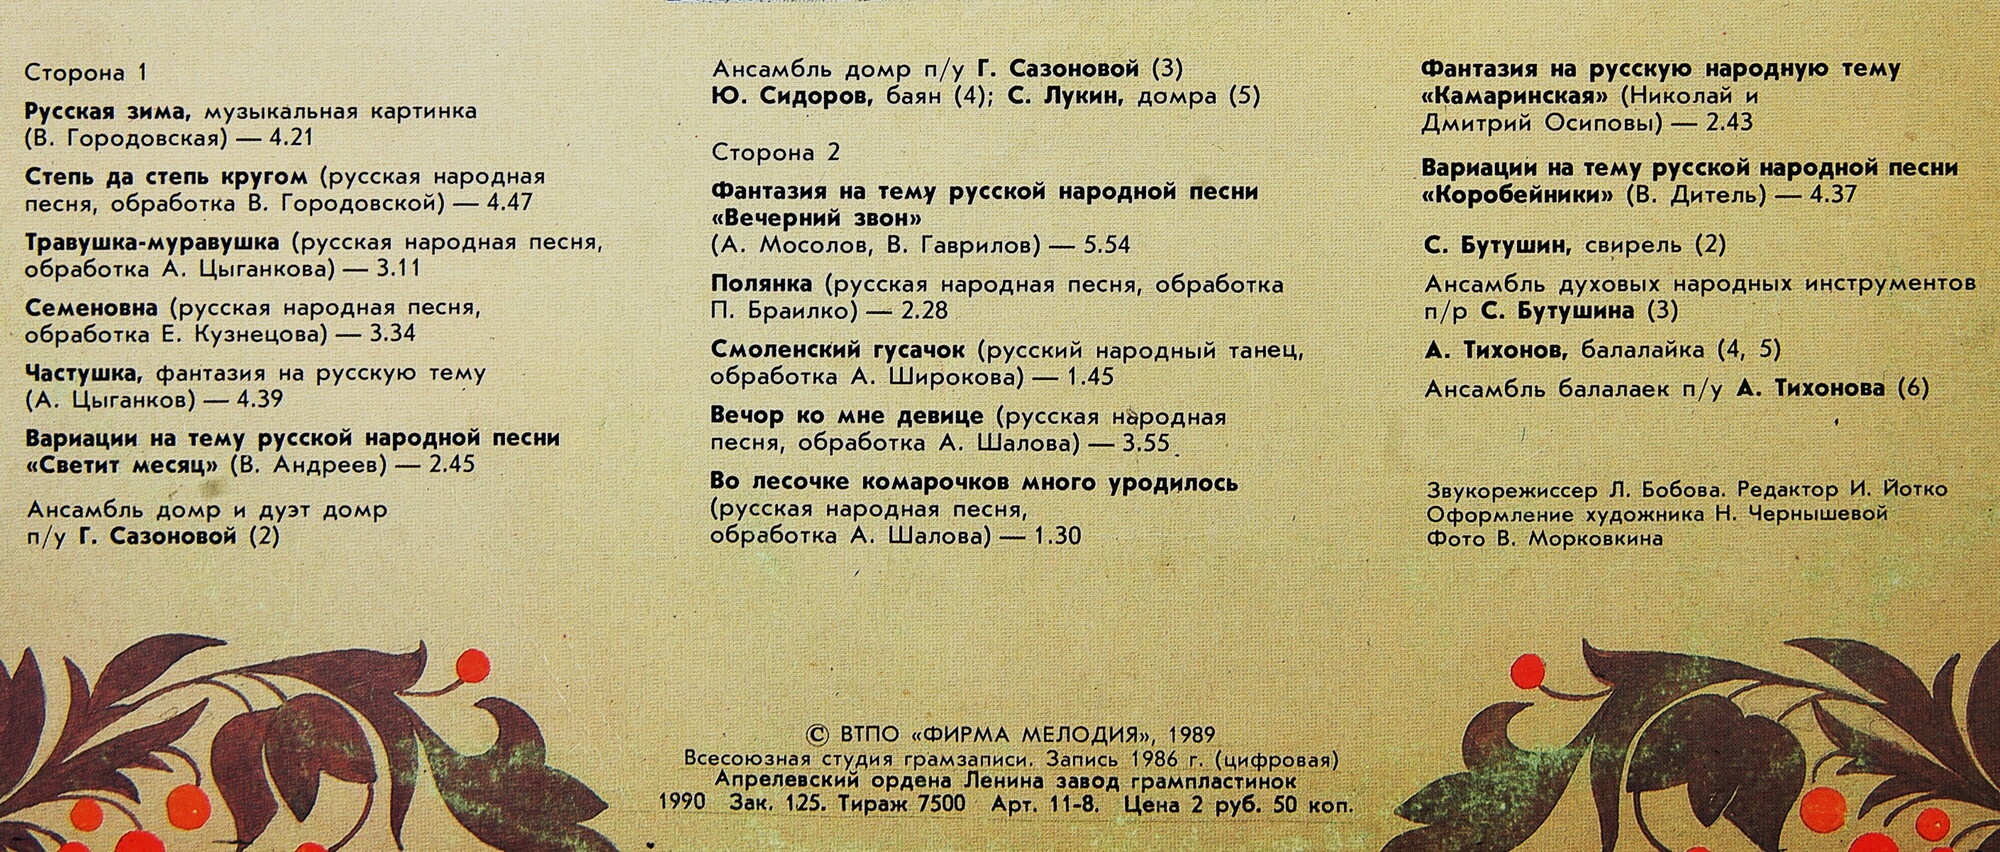 Сторона 1
Русская зима, музыкальная картинка
(В. Городовская) — 4.21
Степь да степь кругом (русская народная
песня, обработка В. Городовской) — 4.47
Травушка-муравушка (русская народная песня,
обработка А. Цыганкова) — 3.11
Семеновна (русская народная песня,
обработка Е. Кузнецова) — 3.34
Частушка, фантазия на русскую тему
(А. Цыганков) — 4.39
Вариации на тему русской народной песни
«Светит месяц» (В. Андреев) — 2.45
Ансамбль домр и дуэт домр
п/у Г. Сазоновой (2)
Ансамбль домр п/у Г. Сазоновой (3)
Ю. Сидоров, баян (4); С. Лукин, домра (5)
Сторона 2
Фантазия на тему русской народной песни
«Вечерний звон»
(А. Мосолов, В. Гаврилов) — 5.54
Полянка (русская народная песня, обработка
П. Браилко) — 2.28
Смоленский гусачок (русский народный танец,
обработка А. Широкова) — 1.45
Вечор ко мне девице (русская народная
песня, обработка А. Шалова) — 3.55
Во лесочке комарочков много уродилось
(русская народная песня,
обработка А. Шалова) — 1.30
Фантазия на русскую народную тему
«Камаринская» (Николай и
Дмитрий Осиповы) — 2.43
Вариации на тему русской народной песни
«Коробейники» (В. Дитель) — 4.37
С. Бутушин, свирель (2)
Ансамбль духовых народных инструментов
п/р С. Бутушина (3)
А. Тихонов, балалайка (4, 5)
Ансамбль балалаек п/у А. Тихонова (6)
Звукорежиссер Л. Бобова. Редактор И. Йотко
Оформление художника Н. Чернышевой
Фото В. Морковкина
© ВТПО «ФИРМА МЕЛОДИЯ», 1989
Всесоюзная студия грамзаписи. Запись 1986 г. (цифровая)
Апрелевский ордена Ленина завод грампластинок
1990 Зак. 125. Тираж 7500 Арт. 11-8. Цена 2 руб. 50 коп.